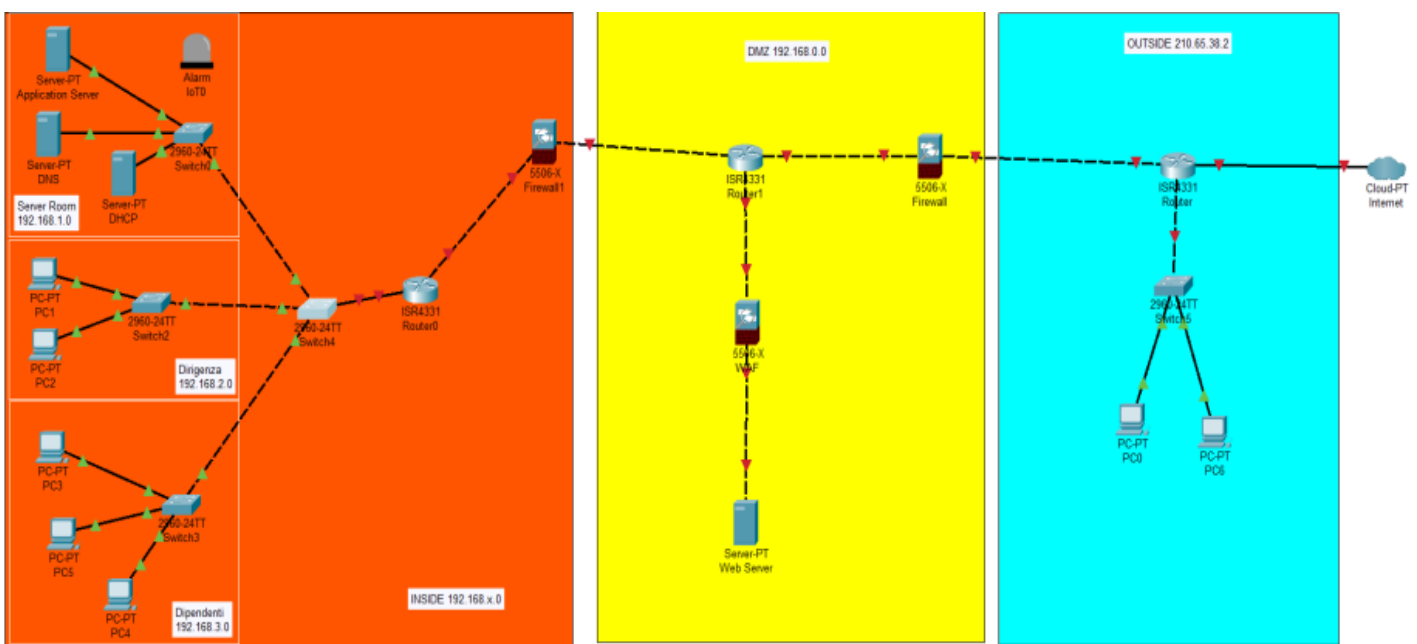 Server-PT
Application Server
Alarm
IoT0
Server-PT
DNS
2960-24TT
Switch0
Server-PT
DHCP
Server Room
192.168.1.0
PC-PT
PC1
PC-PT
PC2
2960-24TT
Switch2
Dirigenza
192.168.2.0
PC-PT
PC3
PC-PT
PC5
PC-PT
PC4
2960-24TT
Switch3
Dipendenti
192.168.3.0
2960-24TT
Switch4
ISR4331
Router0
5506-X
Firewall1
INSIDE 192.168.x.0
DMZ 192.168.0.0
ISR4331
Router1
5506-X
Firewall
5506-X
WAF
Server-PT
Web Server
OUTSIDE 210.65.38.2
ISR4331
Router
2960-24TT
Switch5
PC-PT
PC0
PC-PT
PC6
Cloud-PT
Internet